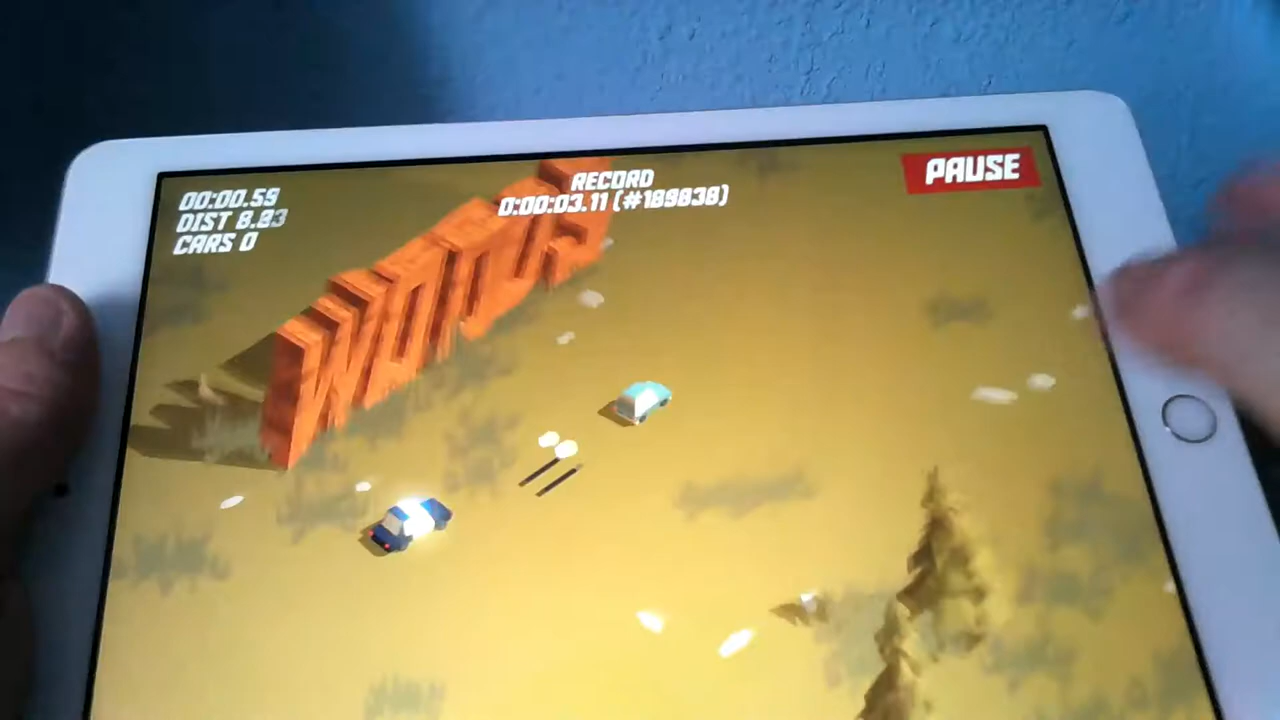 00:00.59
DIST 8.83
CARS 0
RECORD
0:00:03.11 (#189838)
PAUSE